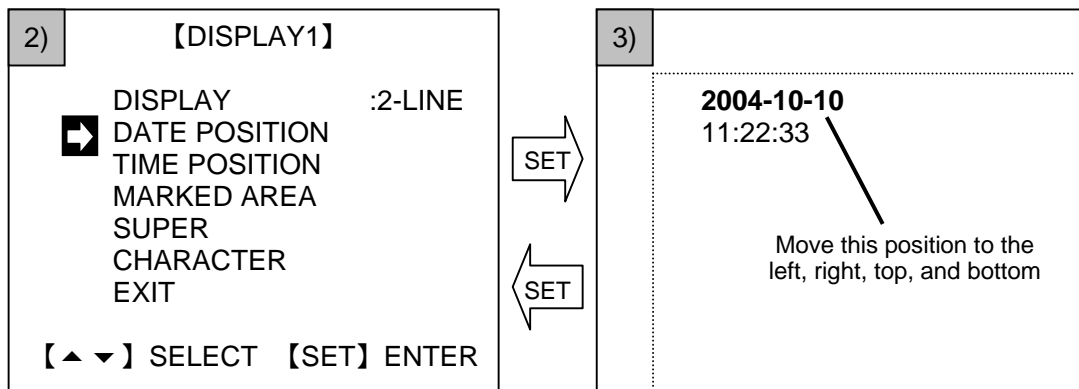 2)
【DISPLAY1】
DISPLAY :2-LINE
DATE POSITION
TIME POSITION
MARKED AREA
SUPER
CHARACTER
EXIT
【▲▼】SELECT 【SET】ENTER
SET
SET
3)
2004-10-10
11:22:33
Move this position to the
left, right, top, and bottom